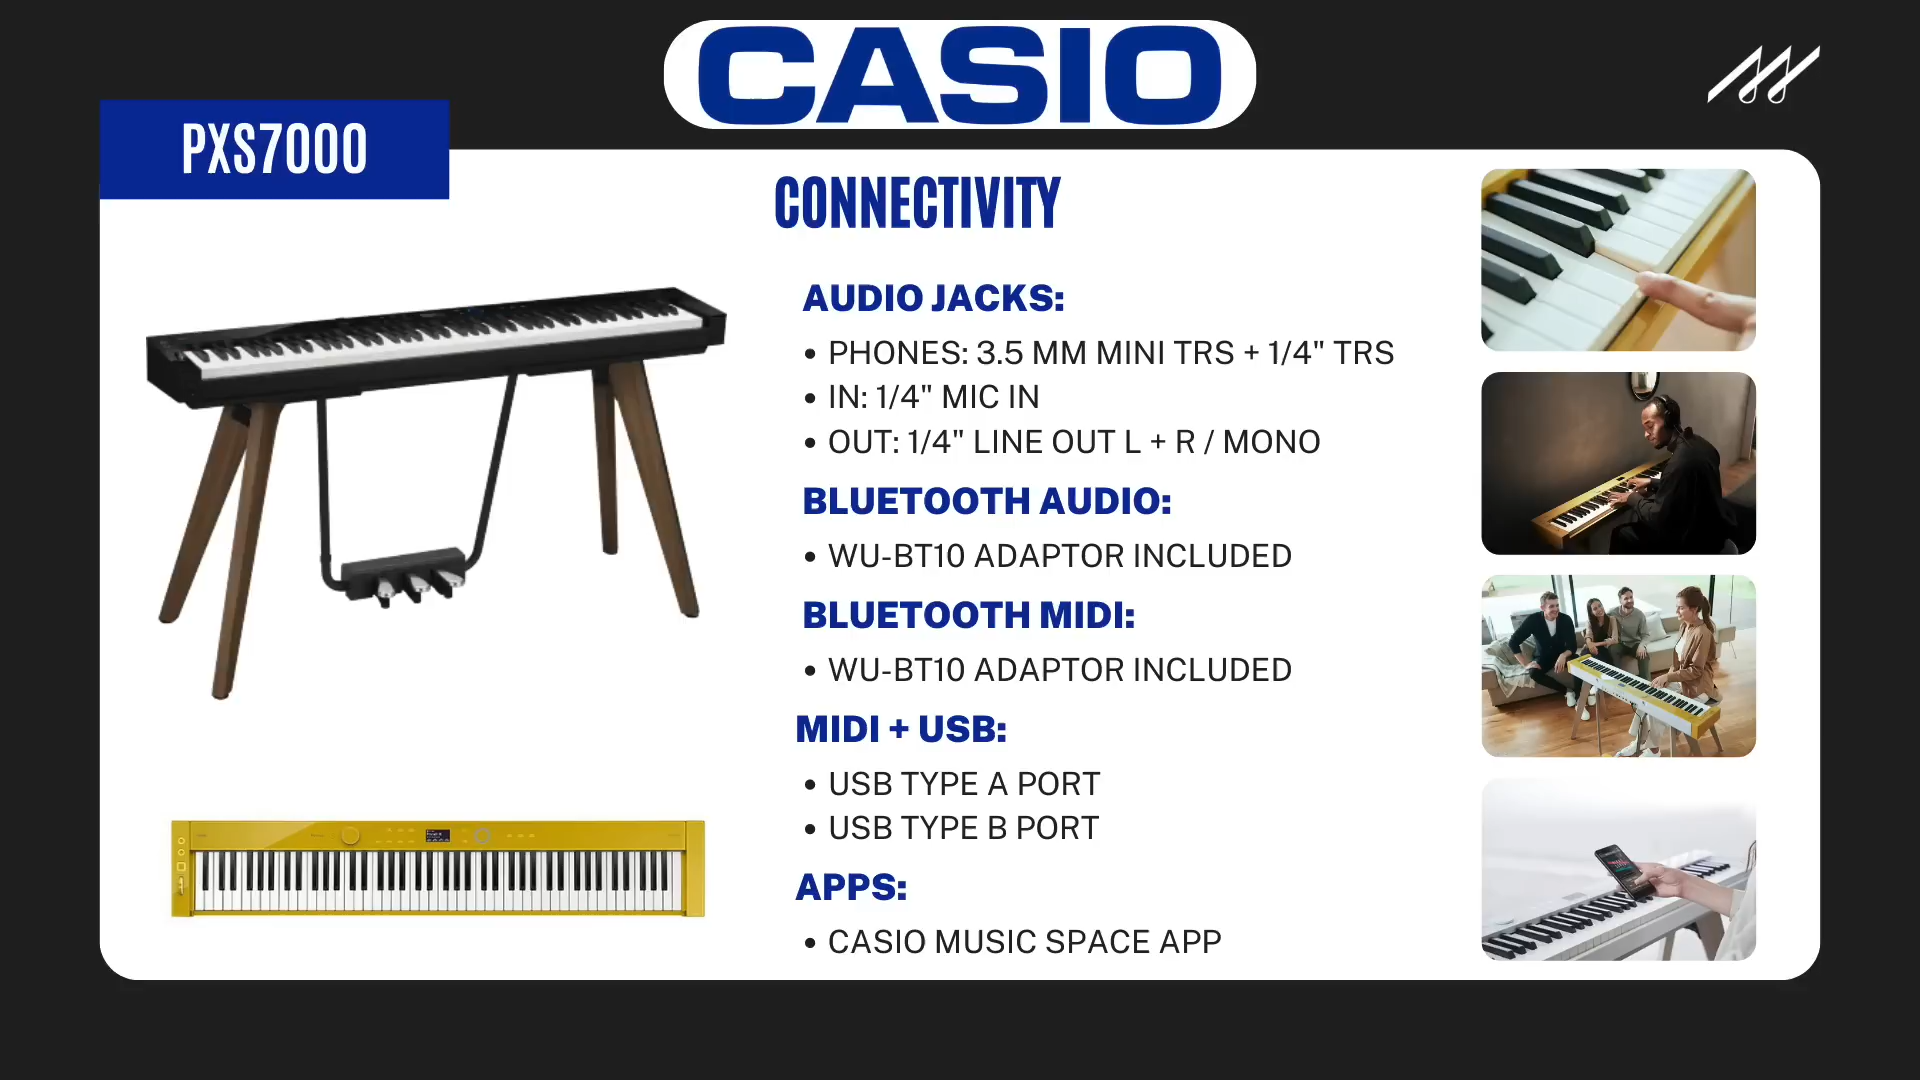 CASIO
PXS7000
CONNECTIVITY
AUDIO JACKS:
• PHONES: 3.5 MM MINI TRS + 1/4" TRS
• IN: 1/4" MIC IN
• OUT: 1/4" LINE OUT L + R / MONO
BLUETOOTH AUDIO:
• WU-BT10 ADAPTOR INCLUDED
BLUETOOTH MIDI:
• WU-BT10 ADAPTOR INCLUDED
MIDI + USB:
• USB TYPE A PORT
• USB TYPE B PORT
APPS:
• CASIO MUSIC SPACE APP